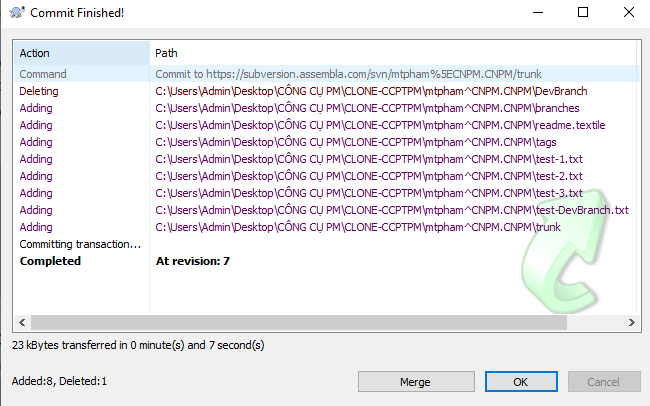 Commit Finished!
Action Path
Command Commit to https://subversion.assembla.com/svn/mtpham%5ECNPM.CNPM/trunk
Deleting C:\Users\Admin\Desktop\CÔNG CỤ PM\CLONE-CCPTPM\mtpham^CNPM.CNPM\DevBranch
Adding C:\Users\Admin\Desktop\CÔNG CỤ PM\CLONE-CCPTPM\mtpham^CNPM.CNPM\branches
Adding C:\Users\Admin\Desktop\CÔNG CỤ PM\CLONE-CCPTPM\mtpham^CNPM.CNPM\readme.textile
Adding C:\Users\Admin\Desktop\CÔNG CỤ PM\CLONE-CCPTPM\mtpham^CNPM.CNPM\tags
Adding C:\Users\Admin\Desktop\CÔNG CỤ PM\CLONE-CCPTPM\mtpham^CNPM.CNPM\test-1.txt
Adding C:\Users\Admin\Desktop\CÔNG CỤ PM\CLONE-CCPTPM\mtpham^CNPM.CNPM\test-2.txt
Adding C:\Users\Admin\Desktop\CÔNG CỤ PM\CLONE-CCPTPM\mtpham^CNPM.CNPM\test-3.txt
Adding C:\Users\Admin\Desktop\CÔNG CỤ PM\CLONE-CCPTPM\mtpham^CNPM.CNPM\test-DevBranch.txt
Adding C:\Users\Admin\Desktop\CÔNG CỤ PM\CLONE-CCPTPM\mtpham^CNPM.CNPM\trunk
Committing transaction...
Completed At revision: 7
23 kBytes transferred in 0 minute(s) and 7 second(s)
Added:8, Deleted:1 Merge OK Cancel